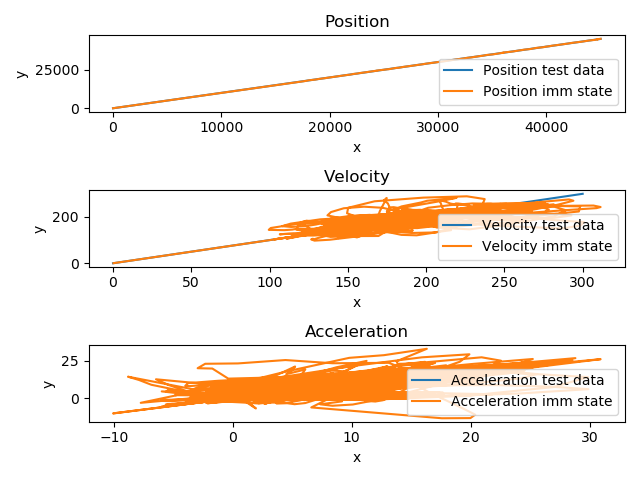 Position
25000
0
y
Position test data
Position imm state
0 10000 20000 30000 40000
x
Velocity
200
0
y
Velocity test data
Velocity imm state
0 50 100 150 200 250 300
x
Acceleration
25
0
y
Acceleration test data
Acceleration imm state
−10 0 10 20 30
x